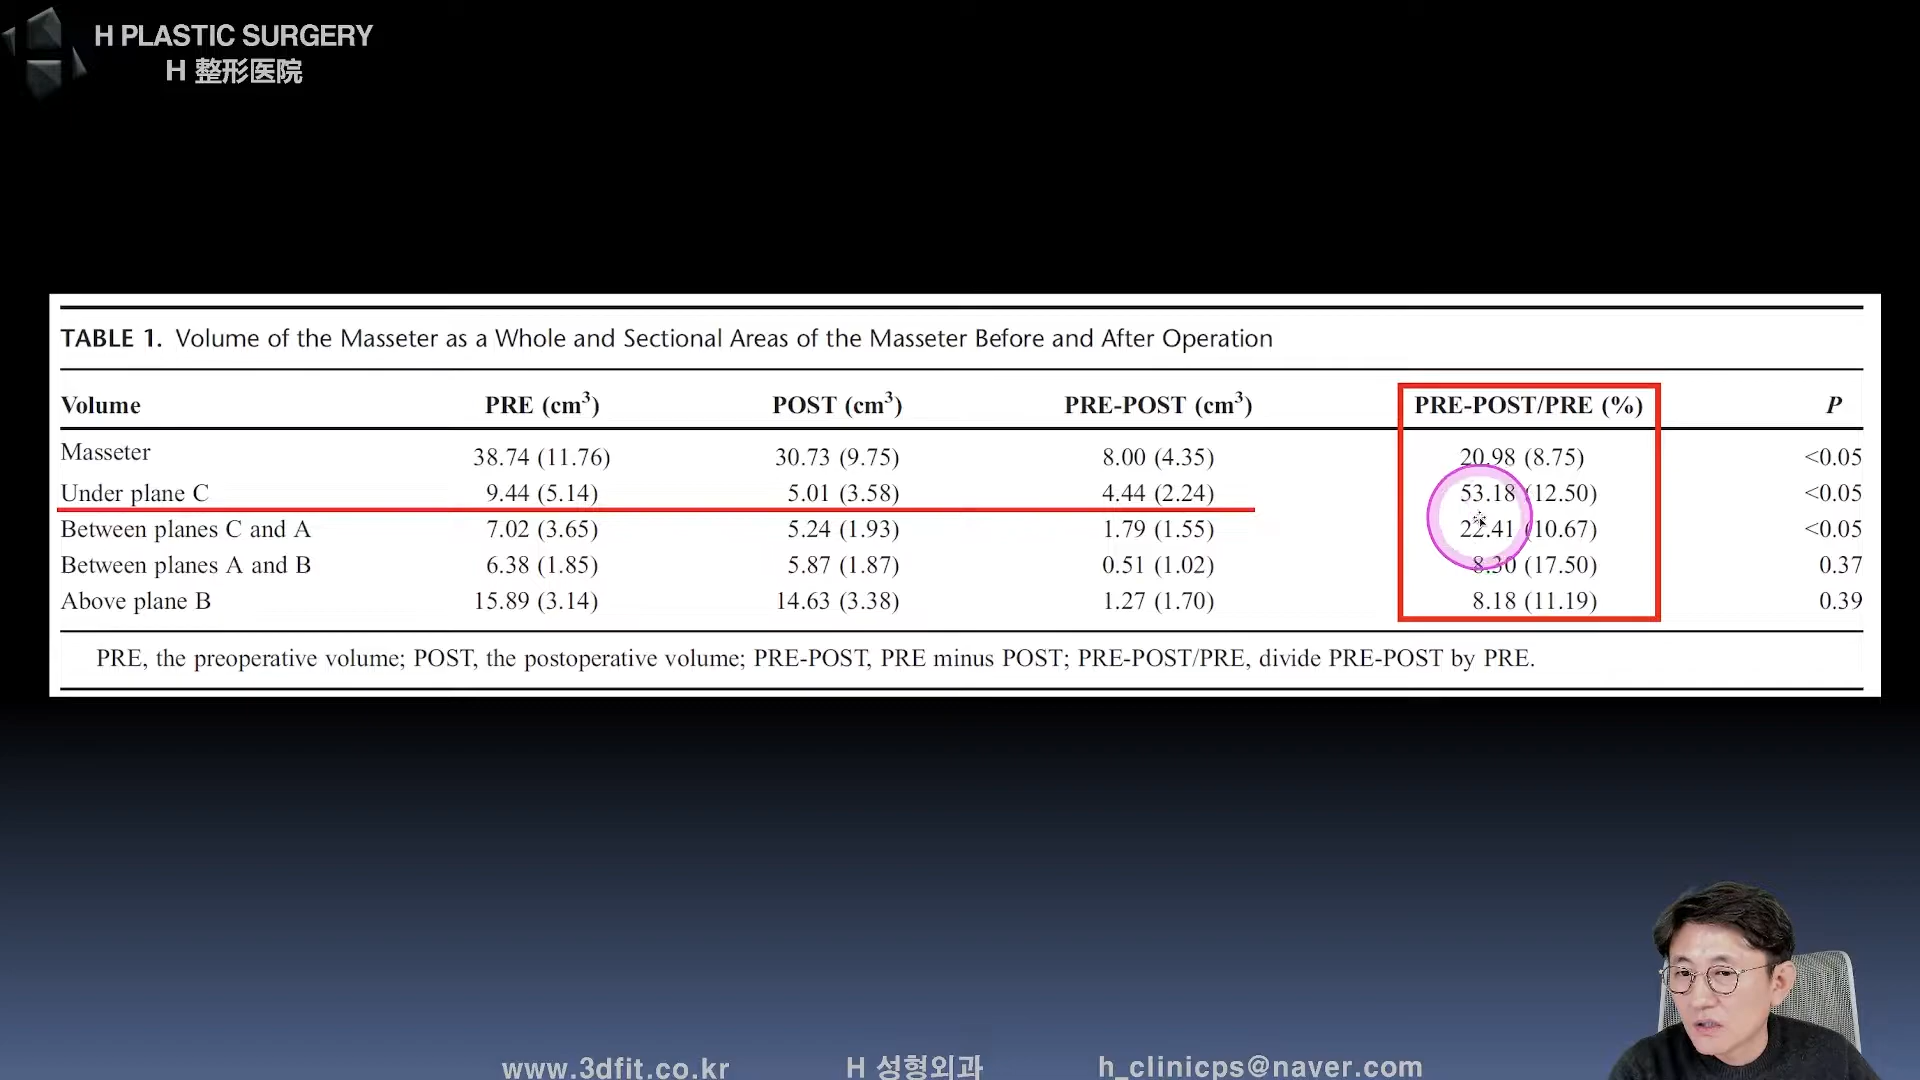 H PLASTIC SURGERY
H 整形医院
TABLE 1. Volume of the Masseter as a Whole and Sectional Areas of the Masseter Before and After Operation
Volume PRE (cm³) POST (cm³) PRE-POST (cm³) PRE-POST/PRE (%) P
Masseter 38.74 (11.76) 30.73 (9.75) 8.00 (4.35) 20.98 (8.75) <0.05
Under plane C 9.44 (5.14) 5.01 (3.58) 4.44 (2.24) 53.18 (12.50) <0.05
Between planes C and A 7.02 (3.65) 5.24 (1.93) 1.79 (1.55) 22.41 (10.67) <0.05
Between planes A and B 6.38 (1.85) 5.87 (1.87) 0.51 (1.02) 8.30 (17.50) 0.37
Above plane B 15.89 (3.14) 14.63 (3.38) 1.27 (1.70) 8.18 (11.19) 0.39
PRE, the preoperative volume; POST, the postoperative volume; PRE-POST, PRE minus POST; PRE-POST/PRE, divide PRE-POST by PRE.
www.3dfit.co.kr H 성형외과 h_clinicps@naver.com